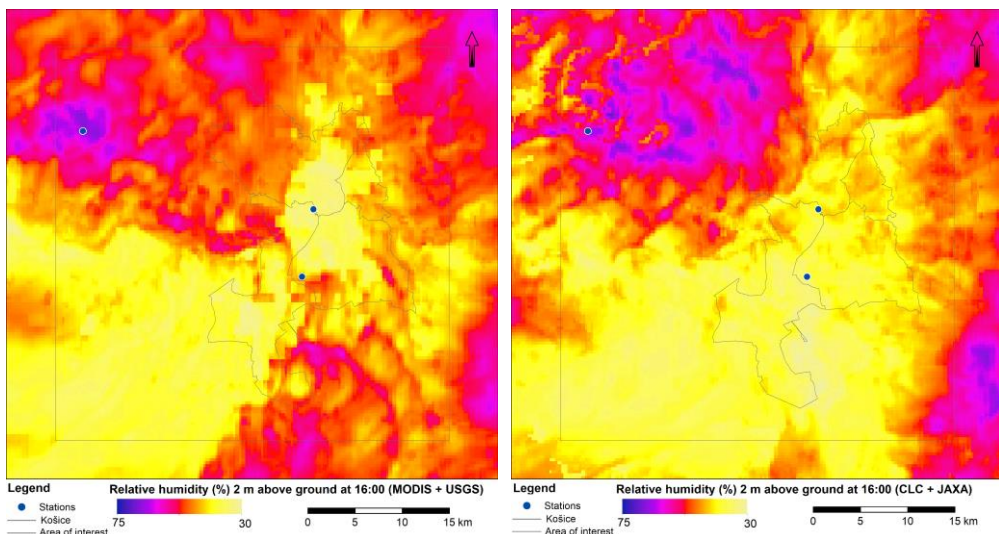 Legend
Relative humidity (%) 2 m above ground at 16:00 (MODIS + USGS)
Stations
Košice
Area of interest
75
30
0 5 10 15 km
Legend
Relative humidity (%) 2 m above ground at 16:00 (CLC + JAXA)
Stations
Košice
Area of interest
75
30
0 5 10 15 km